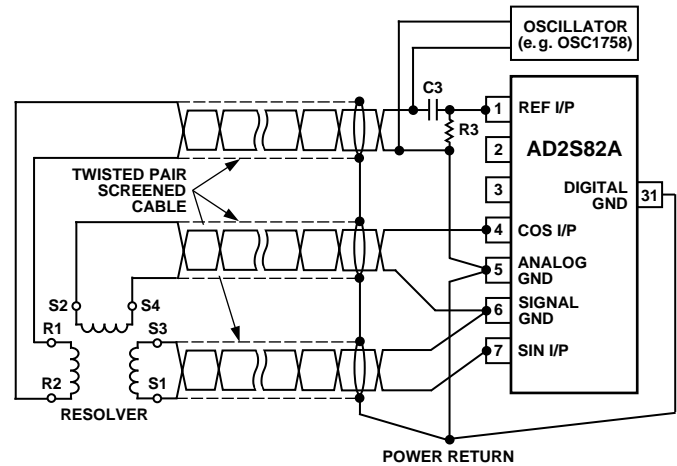 OSCILLATOR
(e.g. OSC1758)
C3
R3
1 REF I/P
2
AD2S82A
3
DIGITAL
GND
31
4 COS I/P
5 ANALOG
GND
6 SIGNAL
GND
7 SIN I/P
TWISTED PAIR
SCREENED
CABLE
S2 S4
R1 S3
R2 S1
RESOLVER
POWER RETURN